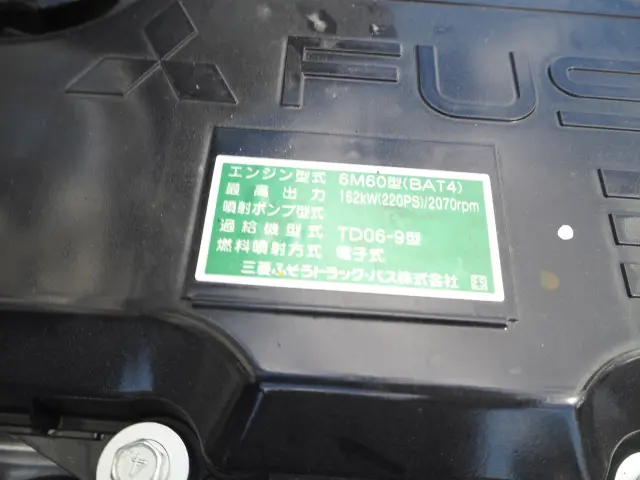 FUS
エンジン型式 6M60型(BAT4)
最高出力 162kW(220PS)/2070rpm
噴射ポンプ型式
過給機型式 TD06-9型
燃料噴射方式 電子式
三菱ふそうトラック・バス株式会社
4